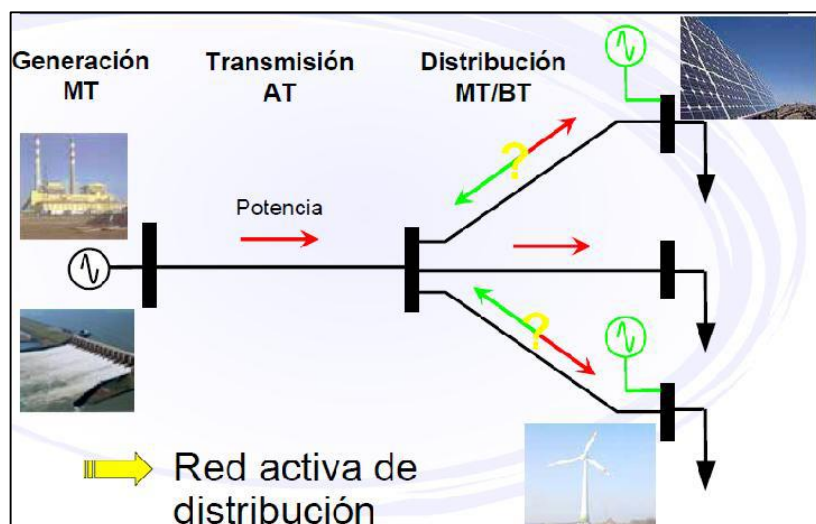 Generación
MT
Transmisión
AT
Distribución
MT/BT
Potencia
?
?
Red activa de
distribución